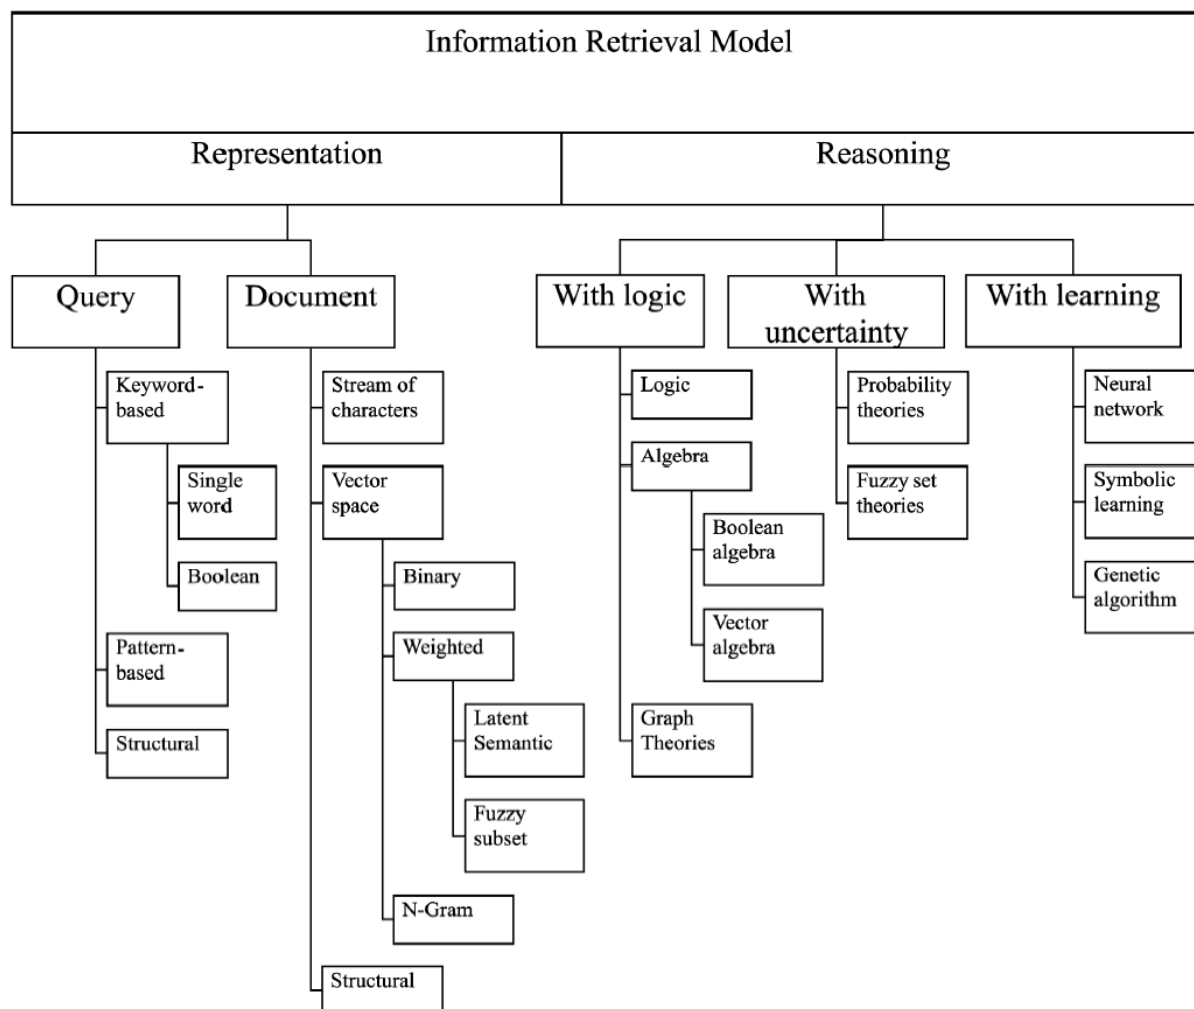 Information Retrieval Model
Representation
Reasoning
Query
Document
With logic
With
uncertainty
With learning
Keyword-
based
Single
word
Boolean
Pattern-
based
Structural
Stream of
characters
Vector
space
Binary
Weighted
Latent
Semantic
Fuzzy
subset
N-Gram
Structural
Logic
Algebra
Boolean
algebra
Vector
algebra
Graph
Theories
Probability
theories
Fuzzy set
theories
Neural
network
Symbolic
learning
Genetic
algorithm